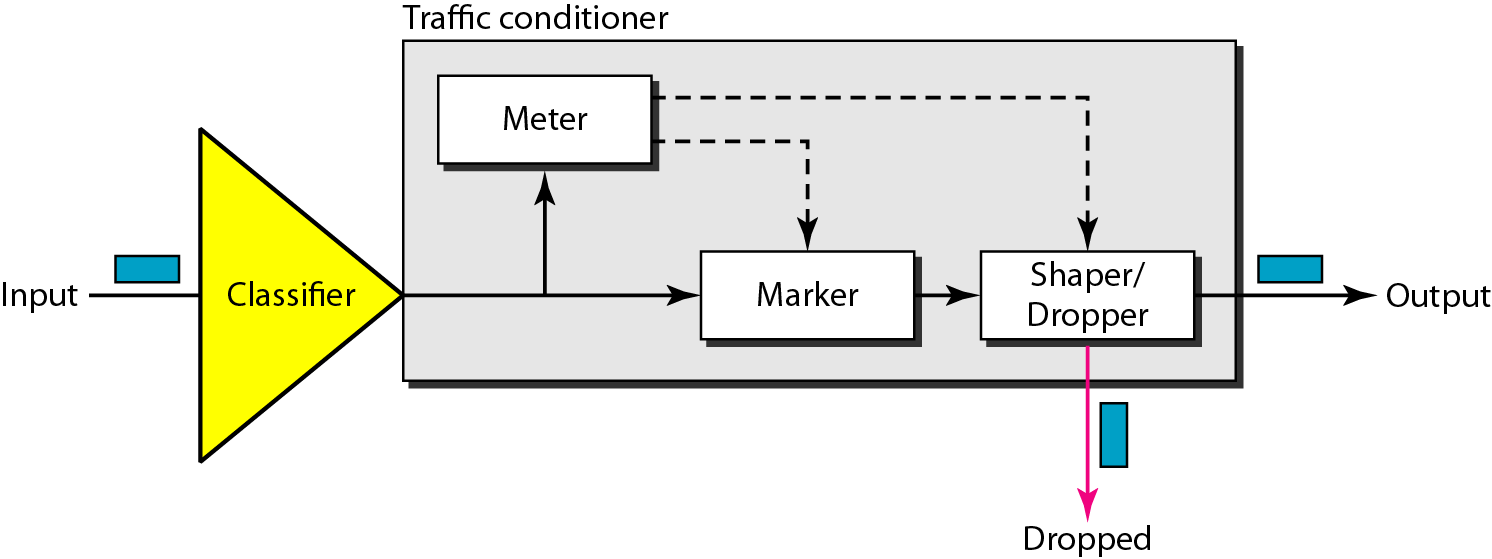 Traffic conditioner
Meter
Input
Classifier
Marker
Shaper/
Dropper
Output
Dropped